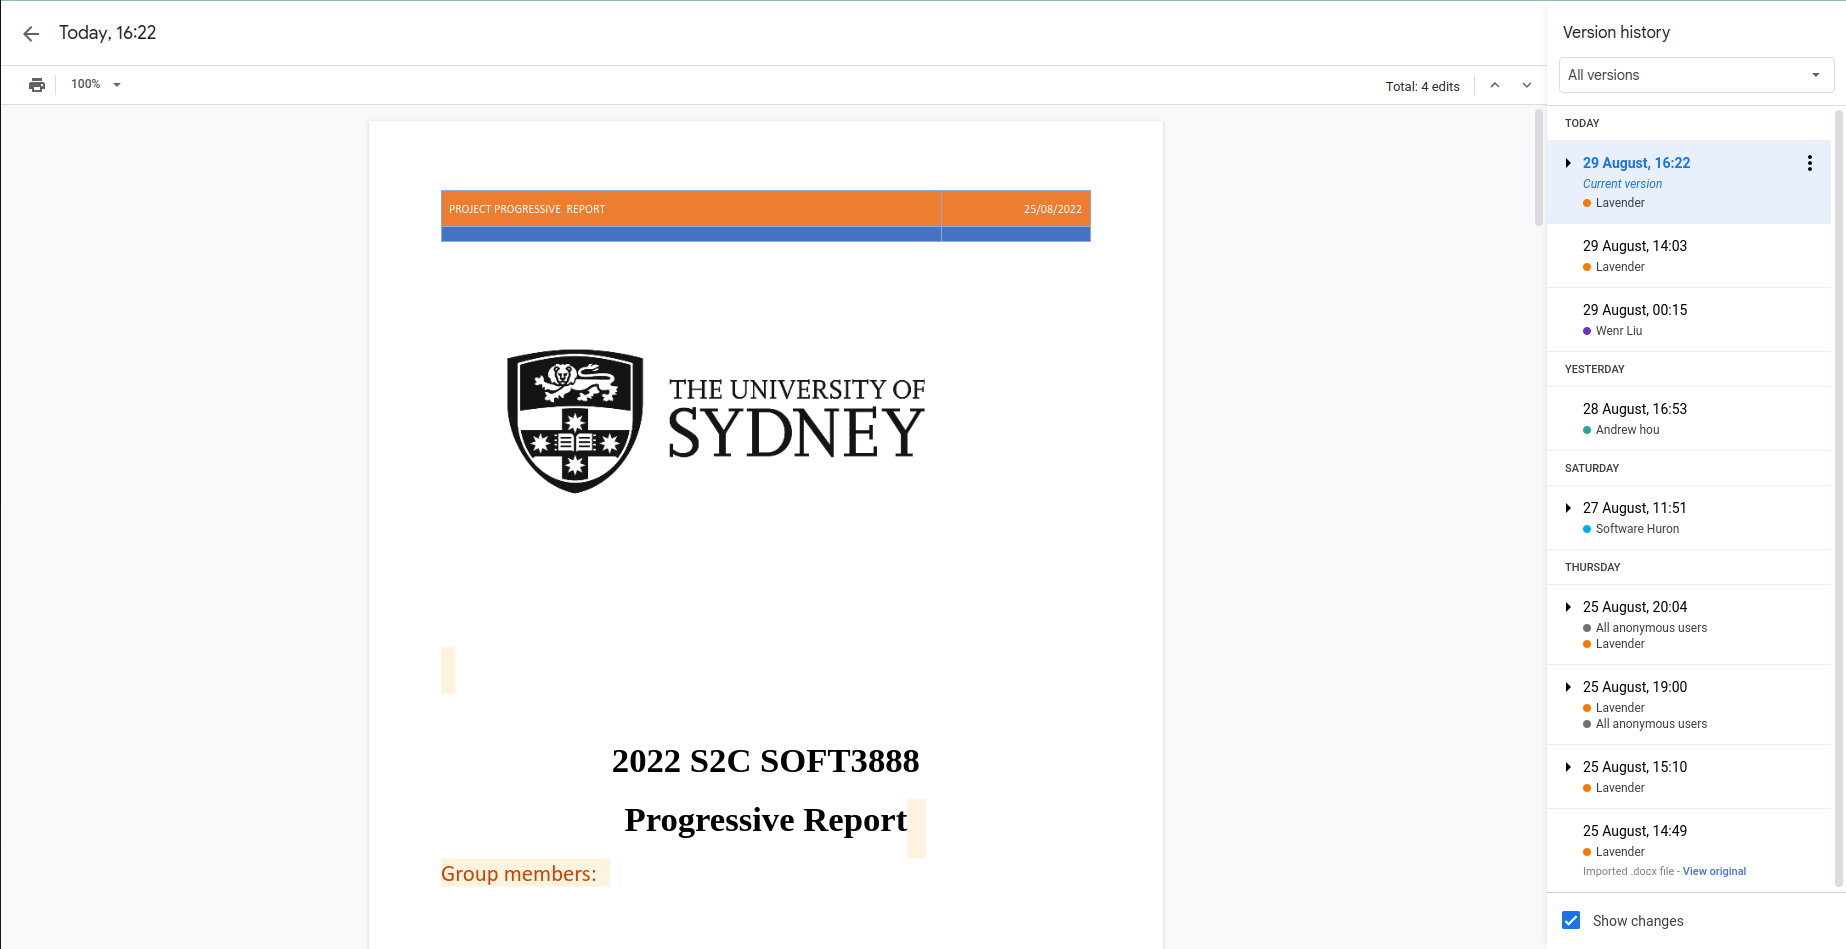 Today, 16:22
100%
Total: 4 edits
PROJECT PROGRESSIVE  REPORT
25/08/2022
THE UNIVERSITY OF
SYDNEY
2022 S2C SOFT3888
Progressive Report
Group members:
Version history
All versions
TODAY
29 August, 16:22
Current version
Lavender
29 August, 14:03
Lavender
29 August, 00:15
Wenr Liu
YESTERDAY
28 August, 16:53
Andrew hou
SATURDAY
27 August, 11:51
Software Huron
THURSDAY
25 August, 20:04
All anonymous users
Lavender
25 August, 19:00
Lavender
All anonymous users
25 August, 15:10
Lavender
25 August, 14:49
Lavender
Imported .docx file - View original
Show changes